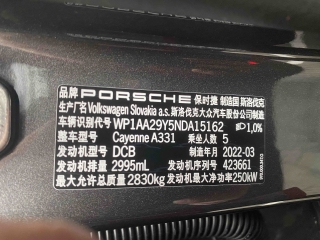 品牌 PORSCHE 保时捷 制造国 斯洛伐克
生产厂名 Volkswagen Slovakia a.s. 斯洛伐克大众汽车股份公司制造
车辆识别代号 WP1AA29Y5NDA15162 1,0%
整车型号 Cayenne A331 乘坐人数 5
发动机型号 DCB 制造年月 2022-03
发动机排量 2995mL 发动机号 423661
最大允许总质量 2830kg 发动机最大净功率 250kW